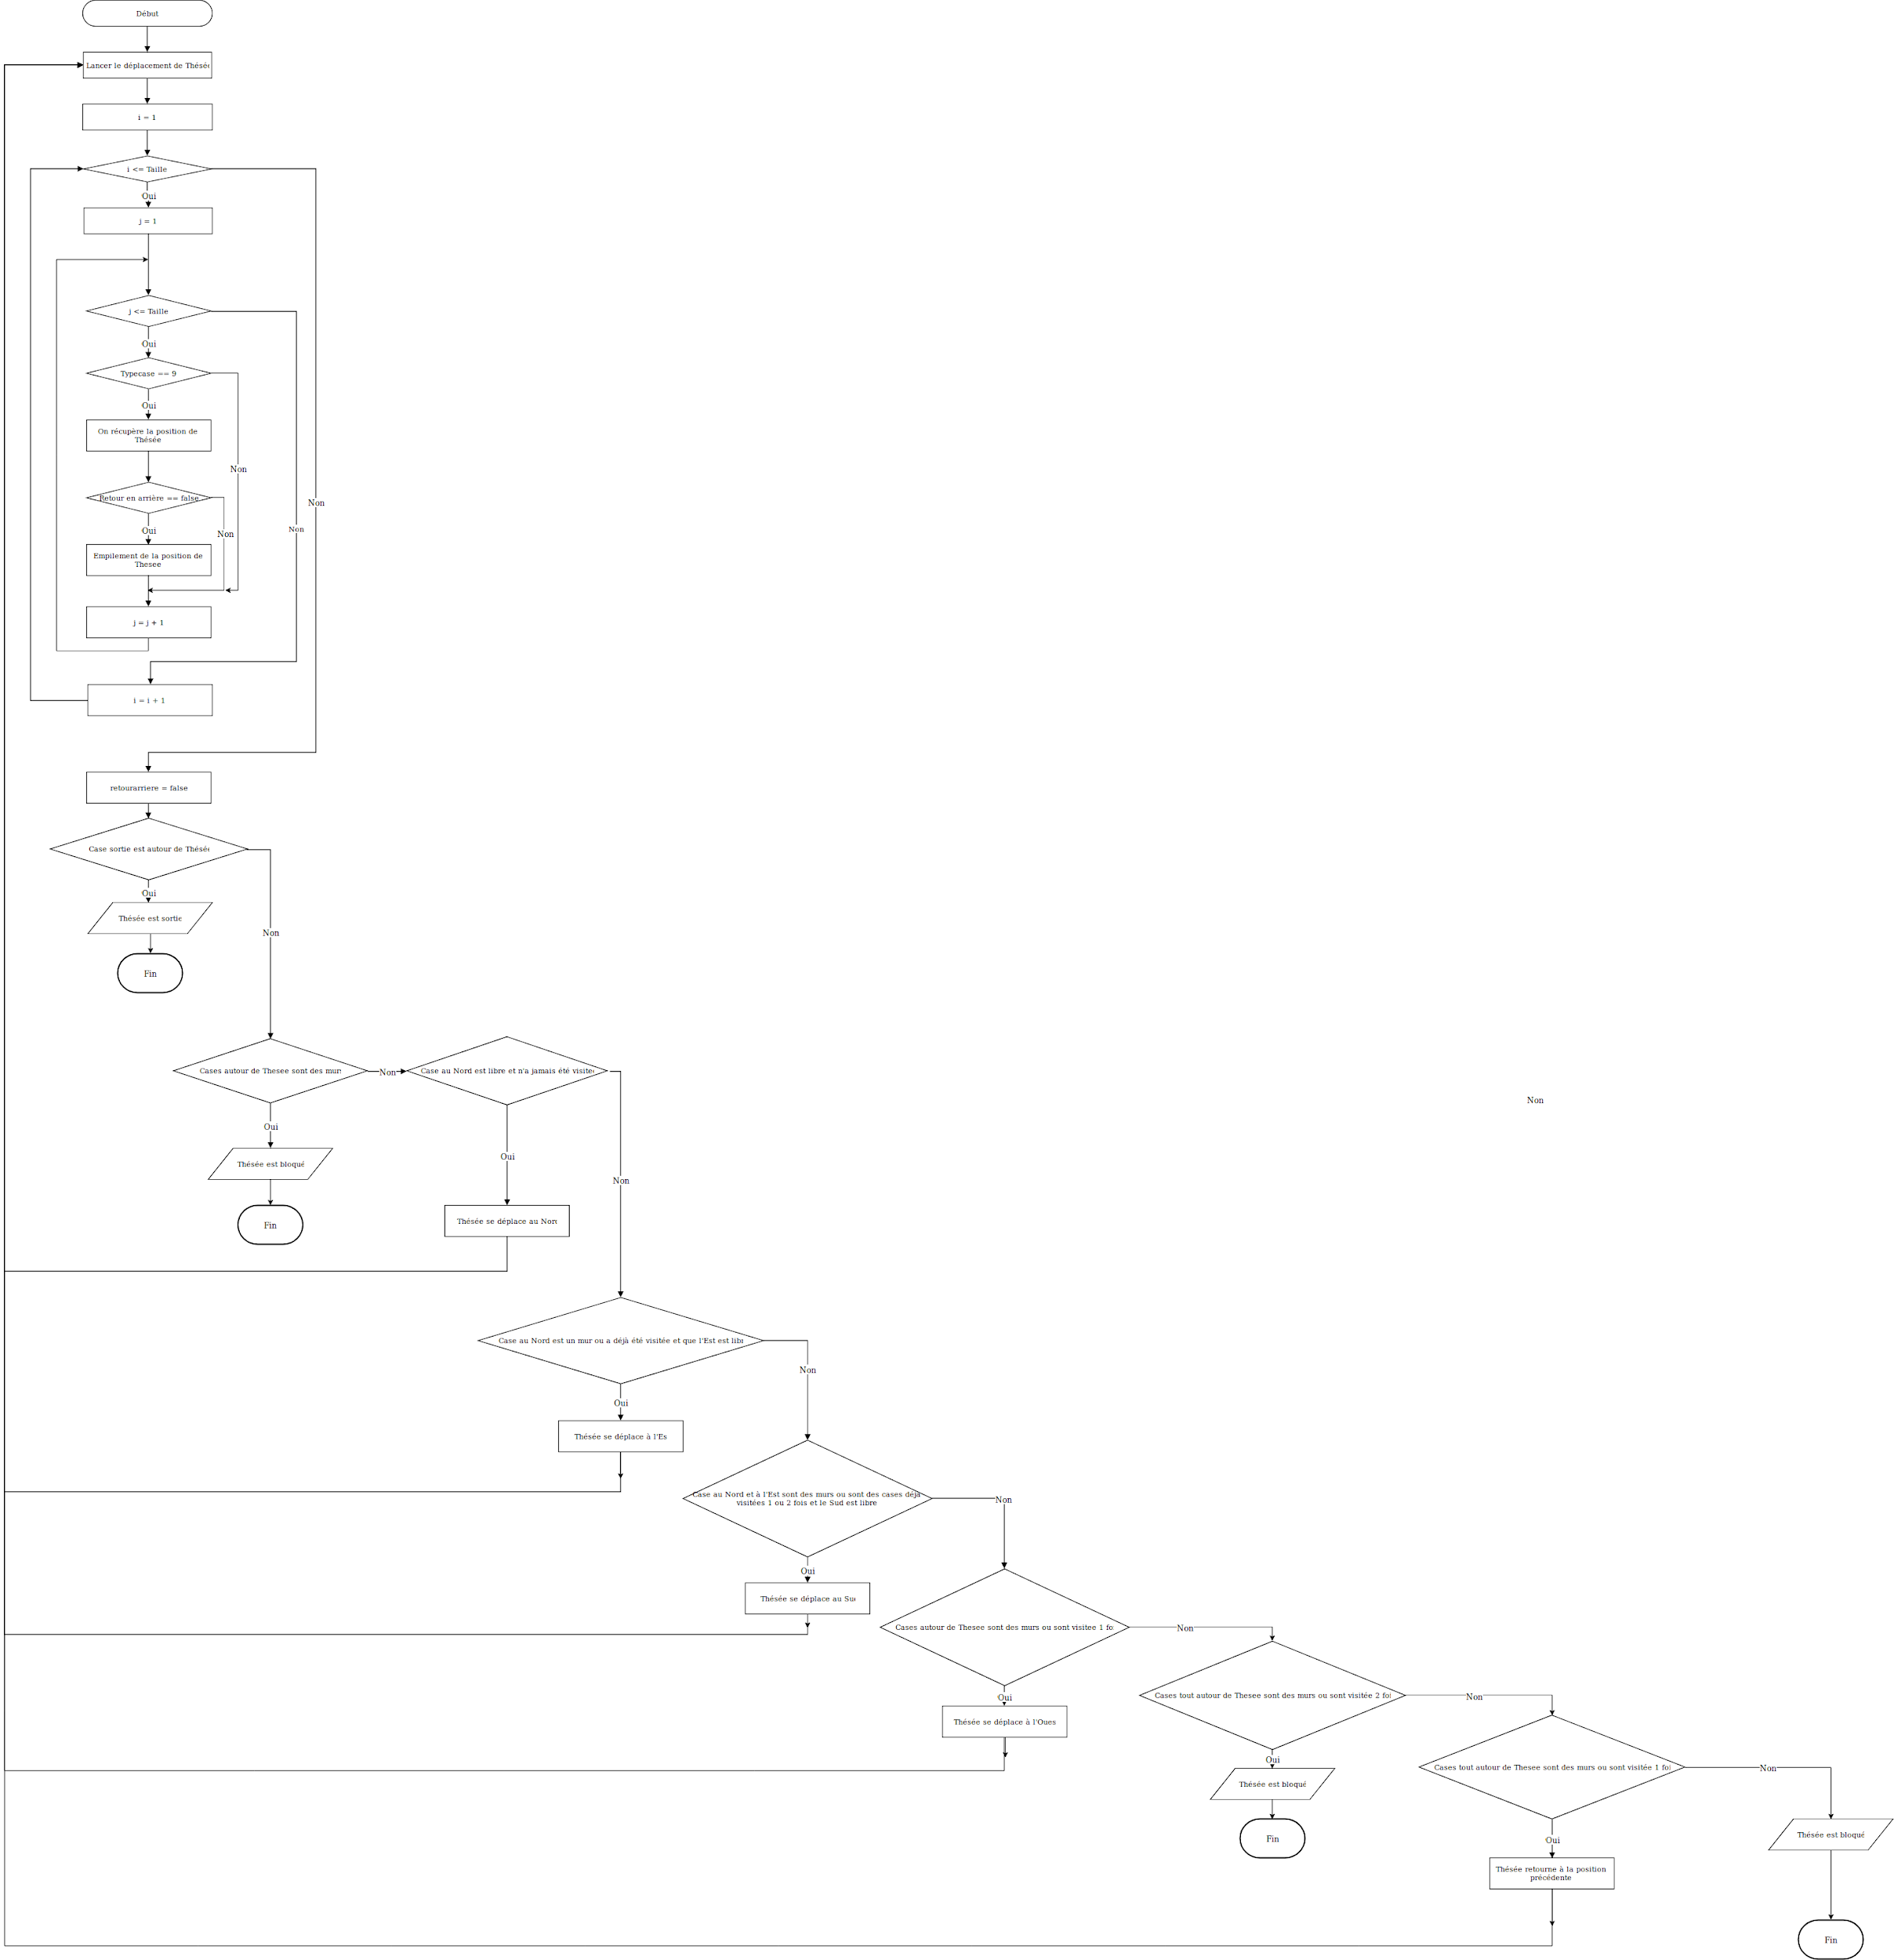 Début
Lancer le déplacement de Thésée
i = 1
i <= Taille
Oui
j = 1
j <= Taille
Oui
Typecase == 9
Oui
On récupère la position de
Thésée
Non
Retour en arrière == false
Non
Oui
Non
Non
Empilement de la position de
Thesee
j = j + 1
i = i + 1
retourarriere = false
Case sortie est autour de Thésée
Oui
Thésée est sortie
Non
Fin
Cases autour de Thesee sont des murs
Non
Case au Nord est libre et n'a jamais été visitee
Non
Oui
Oui
Thésée est bloqué
Non
Thésée se déplace au Nord
Fin
Case au Nord est un mur ou a déjà été visitée et que l'Est est libr
Non
Oui
Thésée se déplace à l'Es
Case au Nord et à l'Est sont des murs ou sont des cases déjà
visitées 1 ou 2 fois et le Sud est libre
Non
Oui
Thésée se déplace au Sud
Cases autour de Thesee sont des murs ou sont visitee 1 fo
Non
Oui
Cases tout autour de Thesee sont des murs ou sont visitée 2 foi
Non
Thésée se déplace à l'Oues
Oui
Cases tout autour de Thesee sont des murs ou sont visitée 1 foi
Non
Thésée est bloqué
Fin
Oui
Thésée est bloqué
Thésée retourne à la position
précédente
Fin